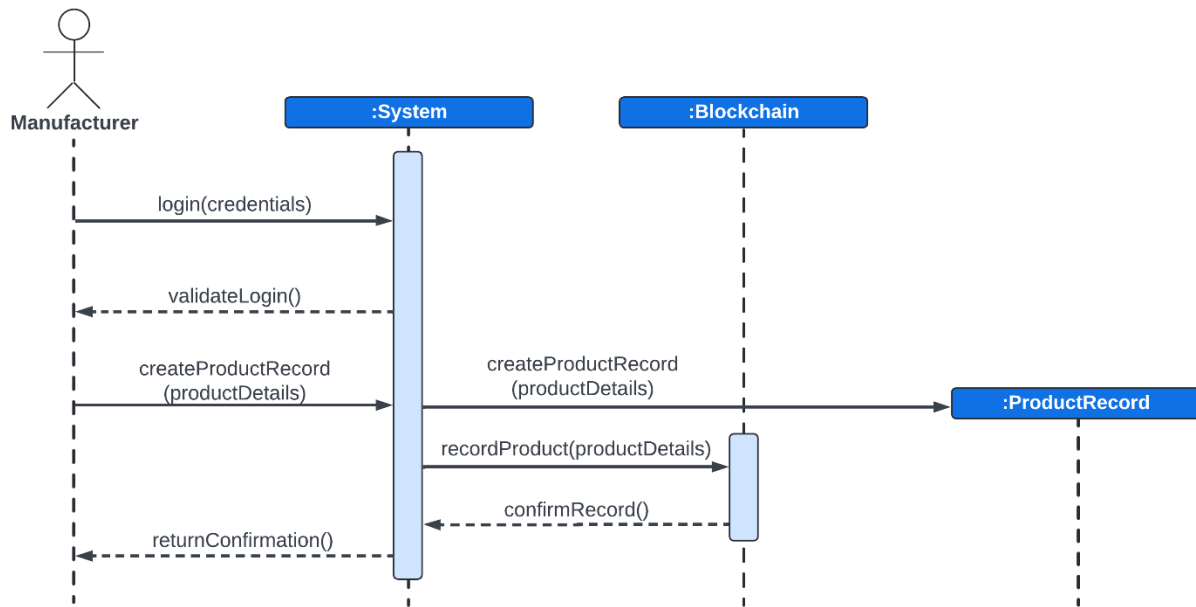 Manufacturer
:System
:Blockchain
login(credentials)
validateLogin()
createProductRecord
(productDetails)
createProductRecord
(productDetails)
:ProductRecord
recordProduct(productDetails)
confirmRecord()
returnConfirmation()